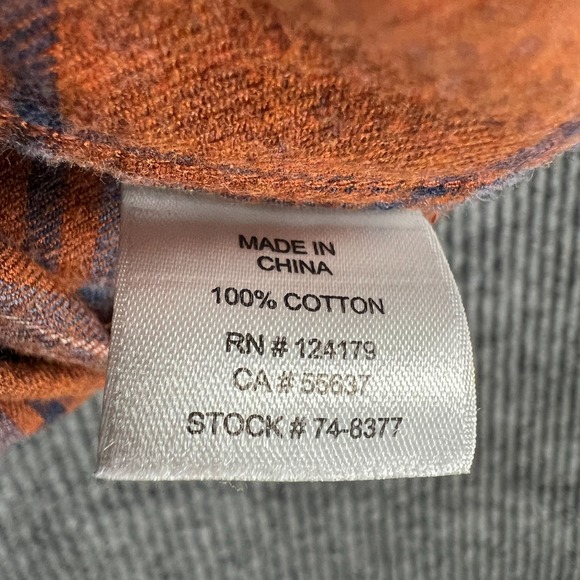 MADE IN
CHINA
100% COTTON
RN # 124179
CA # 55637
STOCK # 74-8377